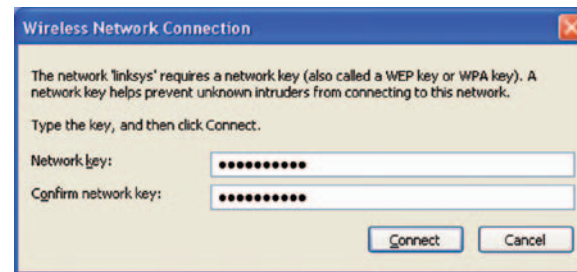 Wireless Network Connection
The network 'linksys' requires a network key (also called a WEP key or WPA key). A
network key helps prevent unknown intruders from connecting to this network.
Type the key, and then click Connect.
Network key: ••••••••••
Confirm network key: ••••••••••
Connect Cancel